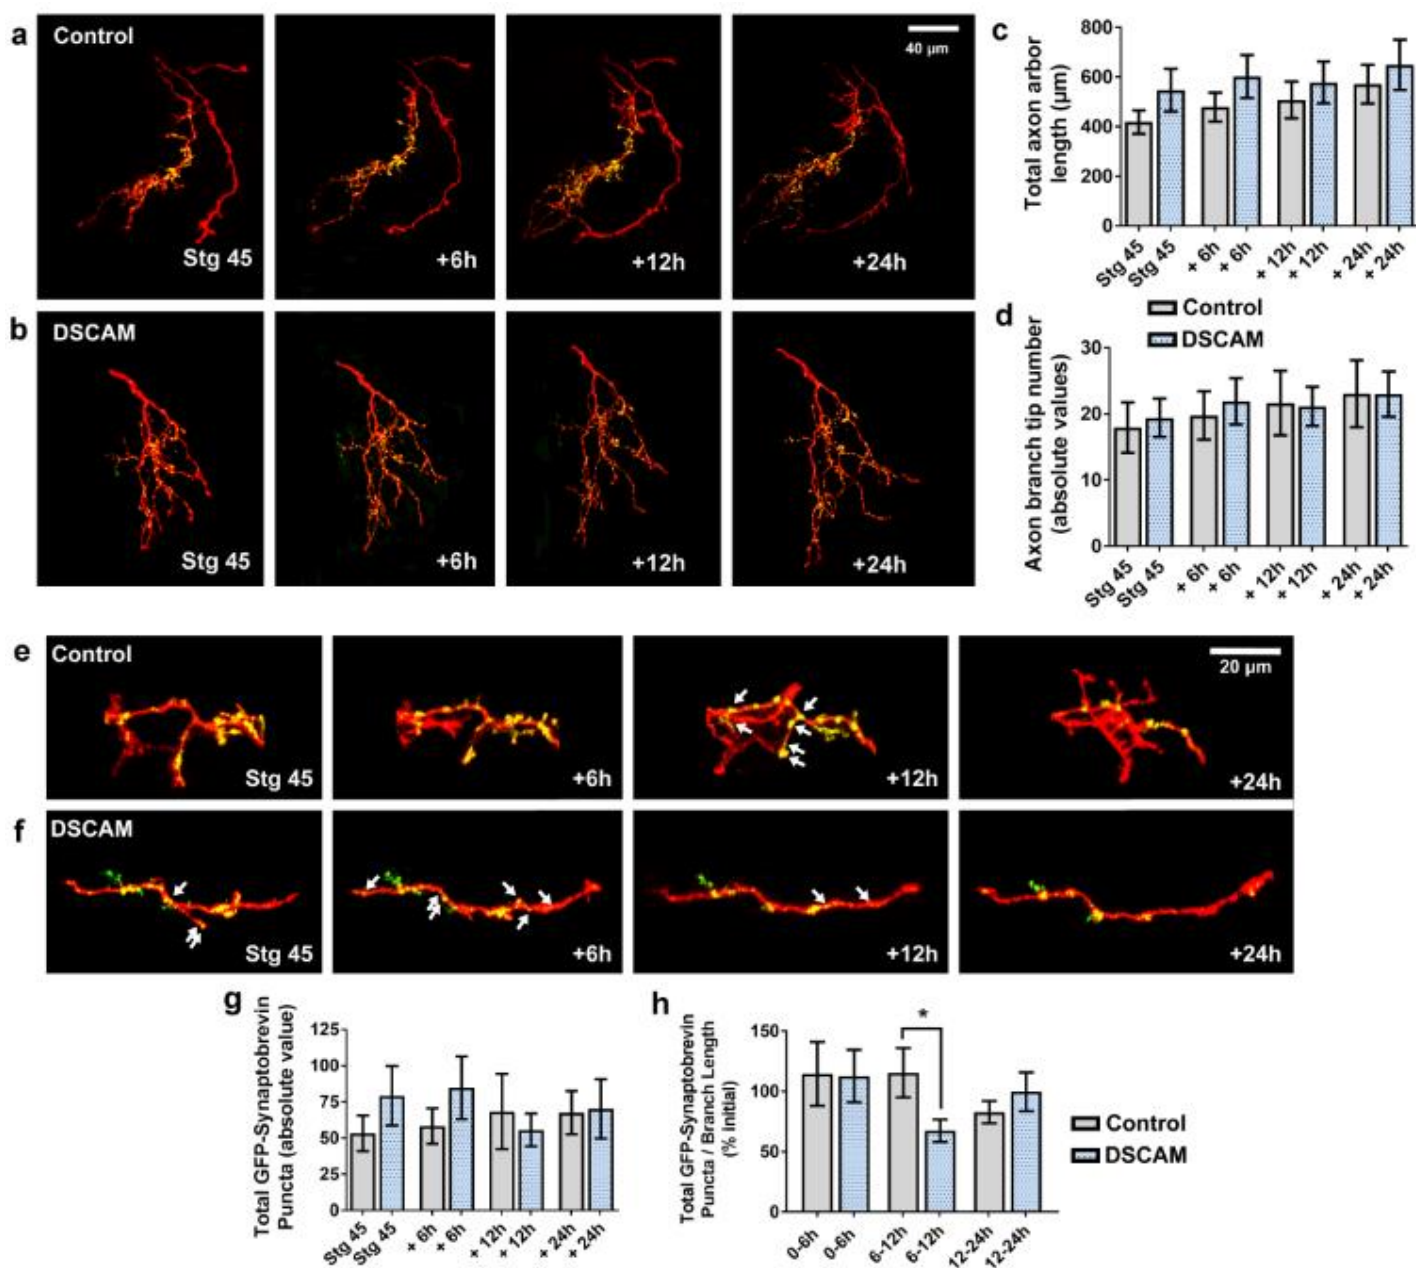 a
Control
40 µm
Stg 45
+6h
+12h
+24h
b
DSCAM
Stg 45
+6h
+12h
+24h
c
Total axon arbor
length (µm)
800
600
400
200
0
Stg 45
Stg 45
+ 6h
+ 6h
+ 12h
+ 12h
+ 24h
+ 24h
Control
DSCAM
d
Axon branch tip number
(absolute values)
30
20
10
0
Stg 45
Stg 45
+ 6h
+ 6h
+ 12h
+ 12h
+ 24h
+ 24h
e
Control
20 µm
Stg 45
+6h
+12h
+24h
f
DSCAM
Stg 45
+6h
+12h
+24h
g
Total GFP-Synaptobrevin
Puncta (absolute value)
125
100
75
50
25
0
Stg 45
Stg 45
+ 6h
+ 6h
+ 12h
+ 12h
+ 24h
+ 24h
h
Total GFP-Synaptobrevin
Puncta / Branch Length
(% initial)
150
100
50
0
*
0-6h
0-6h
6-12h
6-12h
12-24h
12-24h
Control
DSCAM